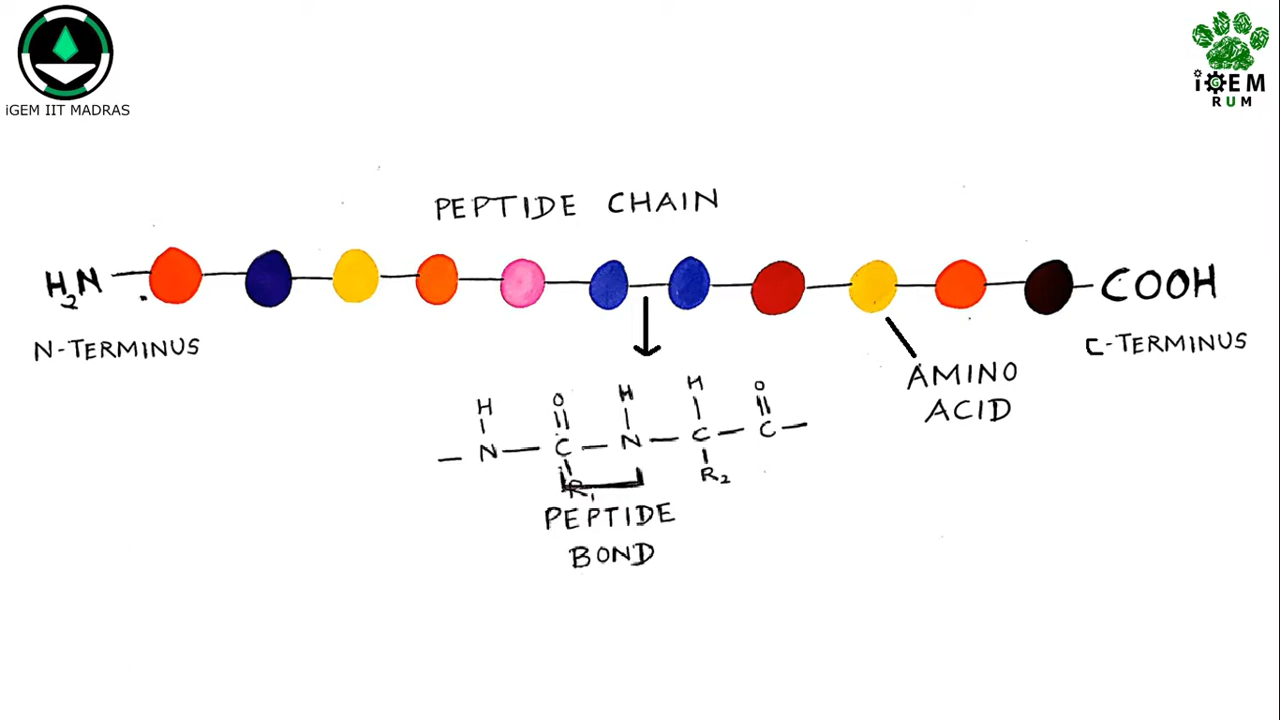 iGEM IIT MADRAS
iGEM
RUM
PEPTIDE CHAIN
H2N
COOH
N-TERMINUS
C-TERMINUS
AMINO
ACID
H O H H O
N C N C C
R1 R2
PEPTIDE
BOND